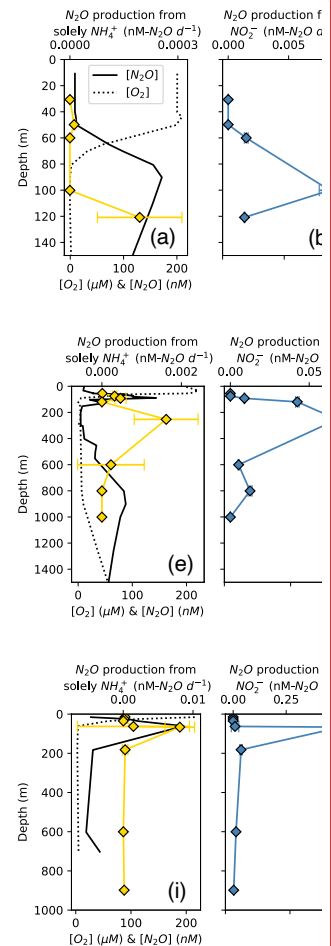 N₂O production from
solely NH₄⁺ (nM–N₂O d⁻¹)
0.0000 0.0003
0
20
40
60
80
100
120
140
Depth (m)
[N₂O]
[O₂]
(a)
0 100 200
[O₂] (μM) & [N₂O] (nM)
N₂O production f
NO₂⁻ (nM–N₂O d
0.000 0.005
Depth (m)
(b
N₂O production from
solely NH₄⁺ (nM–N₂O d⁻¹)
0.000 0.002
0
200
400
600
800
1000
1200
1400
Depth (m)
(e)
0 100 200
[O₂] (μM) & [N₂O] (nM)
N₂O production
NO₂⁻ (nM–N₂O
0.00 0.05
Depth (m)
N₂O production from
solely NH₄⁺ (nM–N₂O d⁻¹)
0.00 0.01
0
200
400
600
800
1000
Depth (m)
(i)
[O₂] (μM) & [N₂O] (nM)
N₂O production
NO₂⁻ (nM–N₂O
0.00 0.25
Depth (m)